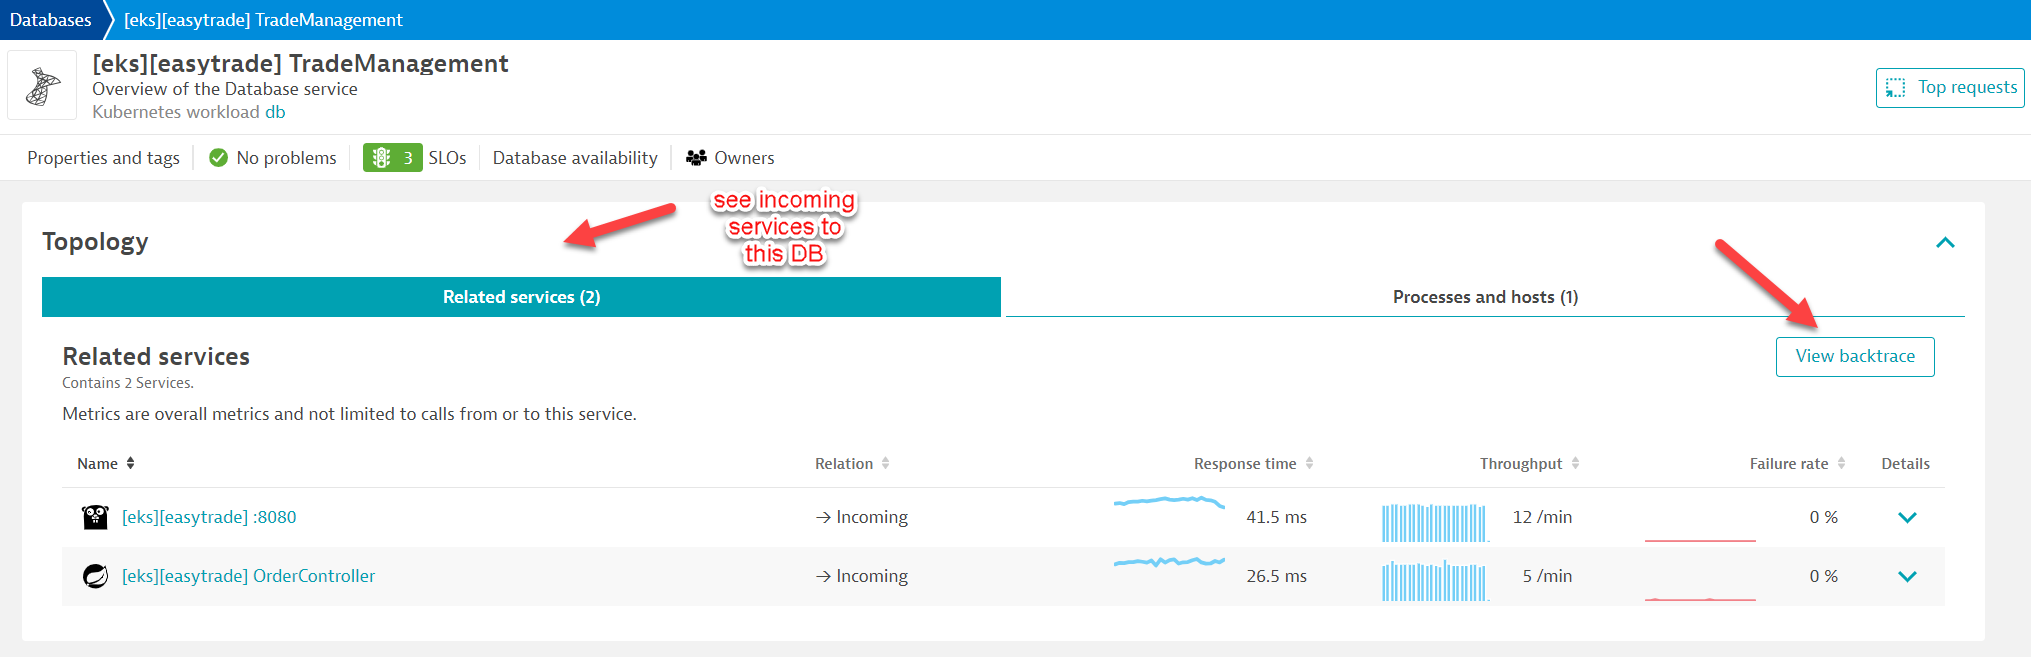 Databases [eks][easytrade] TradeManagement
[eks][easytrade] TradeManagement
Overview of the Database service
Kubernetes workload db
Top requests
Properties and tags No problems 3 SLOs Database availability Owners
see incoming
services to
this DB
Topology
Related services (2) Processes and hosts (1)
Related services
View backtrace
Contains 2 Services.
Metrics are overall metrics and not limited to calls from or to this service.
Name Relation Response time Throughput Failure rate Details
[eks][easytrade] :8080 → Incoming 41.5 ms 12 /min 0 %
[eks][easytrade] OrderController → Incoming 26.5 ms 5 /min 0 %